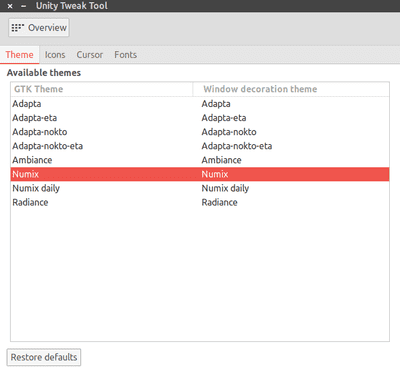 Unity Tweak Tool
Overview
Theme Icons Cursor Fonts
Available themes
GTK Theme Window decoration theme
Adapta Adapta
Adapta-eta Adapta-eta
Adapta-nokto Adapta-nokto
Adapta-nokto-eta Adapta-nokto-eta
Ambiance Ambiance
Numix Numix
Numix daily Numix daily
Radiance Radiance
Restore defaults